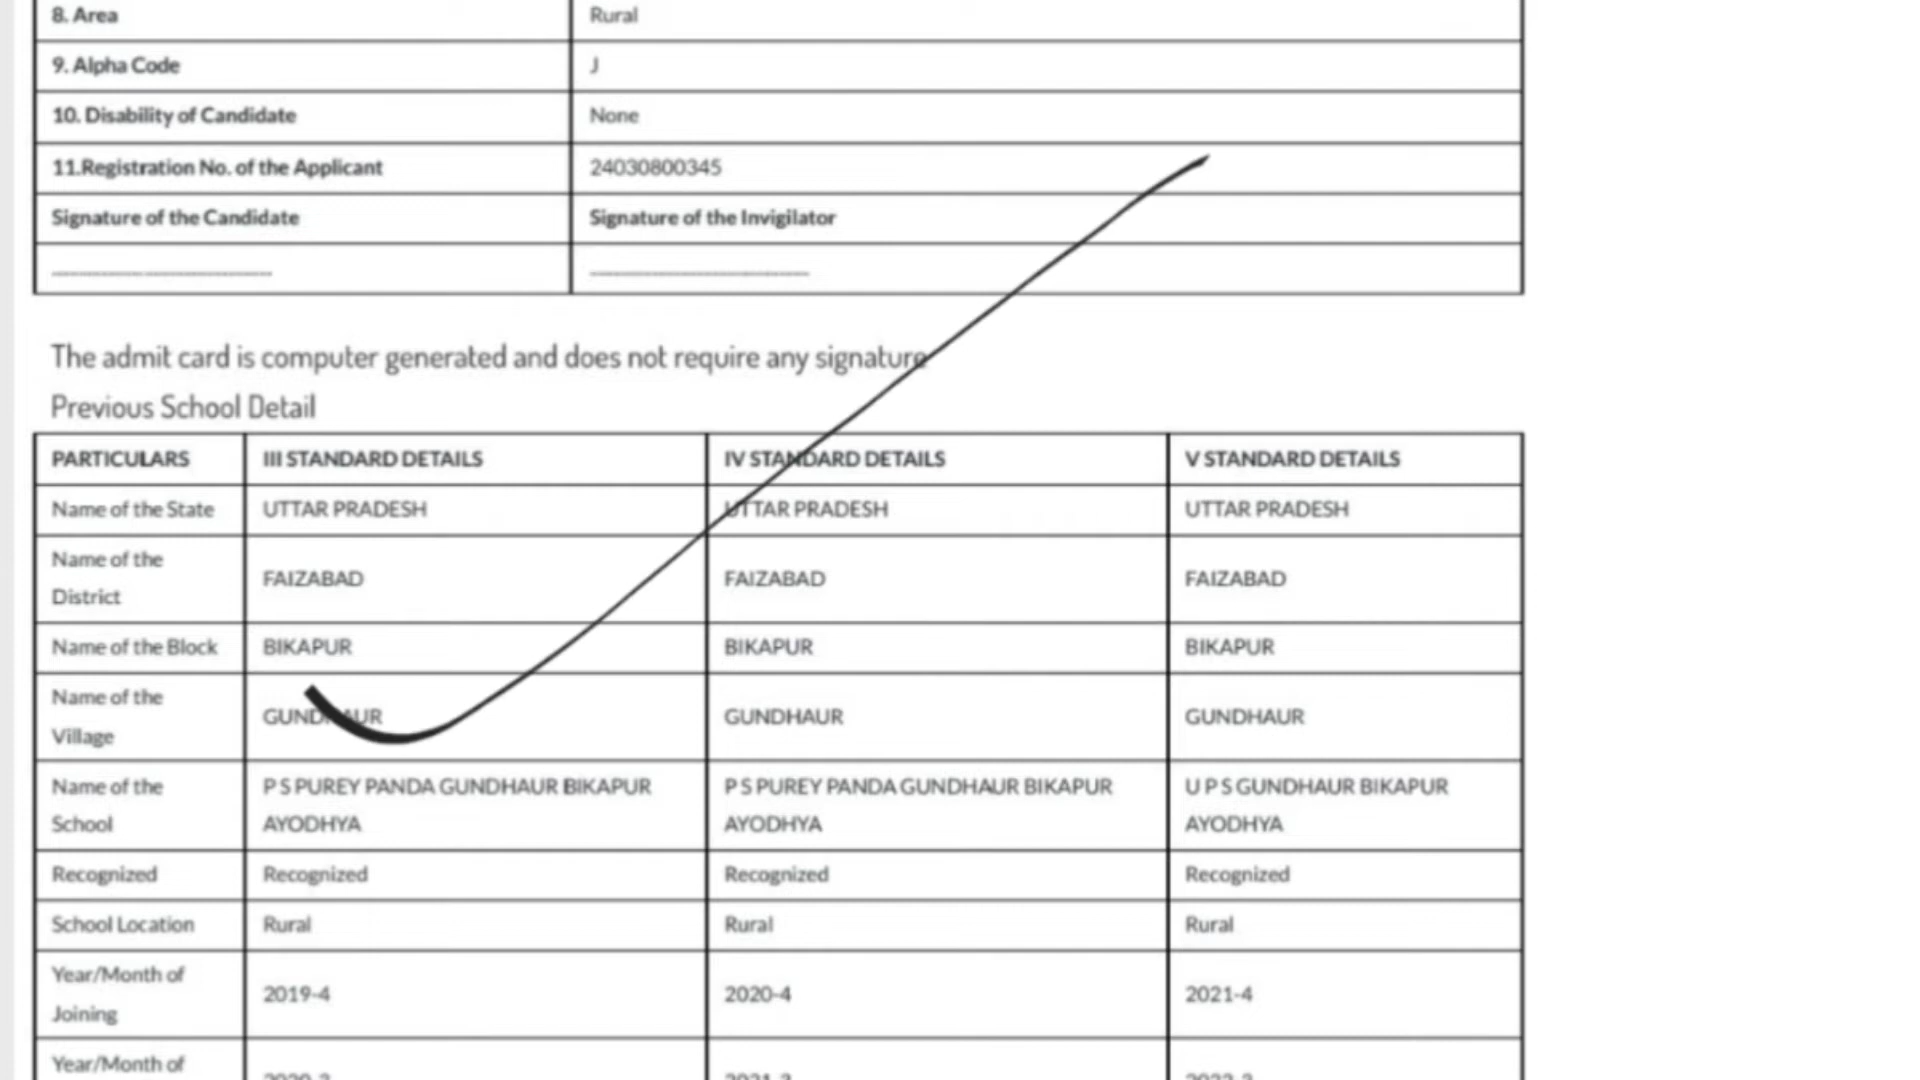 8. Area Rural
9. Alpha Code J
10. Disability of Candidate None
11.Registration No. of the Applicant 24030800345
Signature of the Candidate Signature of the Invigilator
The admit card is computer generated and does not require any signature
Previous School Detail
PARTICULARS III STANDARD DETAILS IV STANDARD DETAILS V STANDARD DETAILS
Name of the State UTTAR PRADESH UTTAR PRADESH UTTAR PRADESH
Name of the
District FAIZABAD FAIZABAD FAIZABAD
Name of the Block BIKAPUR BIKAPUR BIKAPUR
Name of the
Village GUNDHAUR GUNDHAUR GUNDHAUR
Name of the P S PUREY PANDA GUNDHAUR BIKAPUR P S PUREY PANDA GUNDHAUR BIKAPUR U P S GUNDHAUR BIKAPUR
School AYODHYA AYODHYA AYODHYA
Recognized Recognized Recognized Recognized
School Location Rural Rural Rural
Year/Month of
Joining 2019-4 2020-4 2021-4
Year/Month of